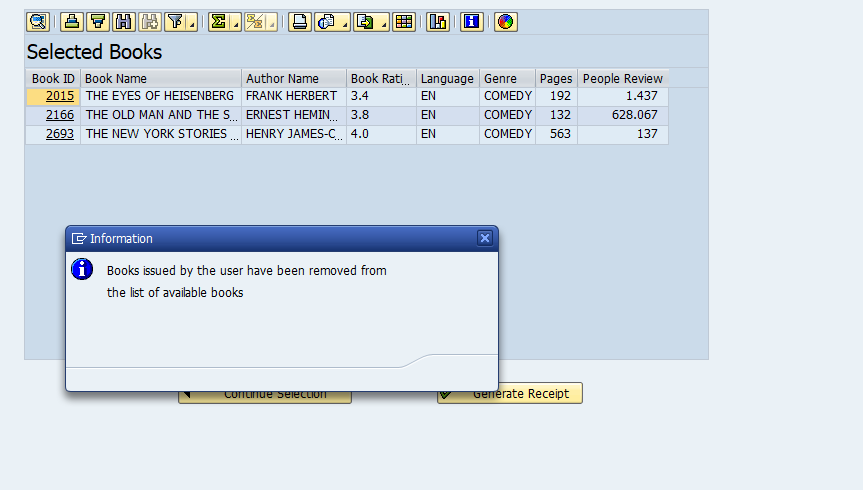 Selected Books
Book ID Book Name Author Name Book Rati... Language Genre Pages People Review
2015 THE EYES OF HEISENBERG FRANK HERBERT 3.4 EN COMEDY 192 1.437
2166 THE OLD MAN AND THE S... ERNEST HEMIN... 3.8 EN COMEDY 132 628.067
2693 THE NEW YORK STORIES ... HENRY JAMES-C... 4.0 EN COMEDY 563 137
Information
Books issued by the user have been removed from
the list of available books
Continue Selection Generate Receipt